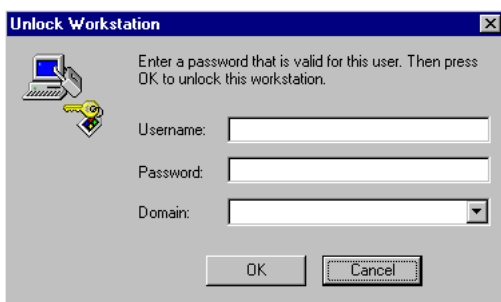 Unlock Workstation
Enter a password that is valid for this user. Then press
OK to unlock this workstation.
Username:
Password:
Domain:
OK Cancel